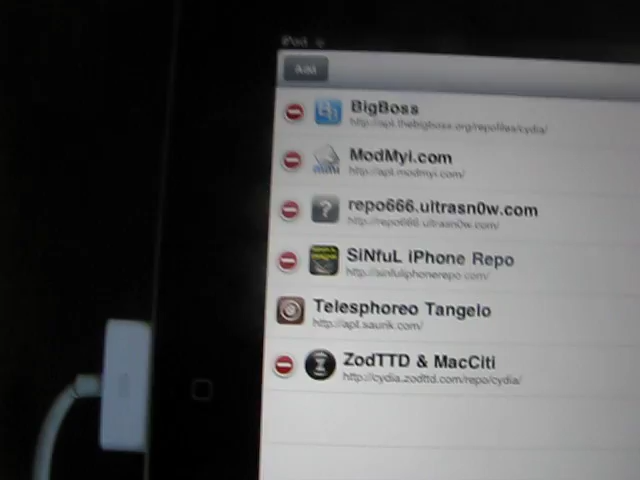 iPod
Add
BigBoss
http://apt.thebigboss.org/repofiles/cydia/
ModMyi.com
http://apt.modmyi.com/
repo666.ultrasn0w.com
http://repo666.ultrasn0w.com/
SiNfuL iPhone Repo
http://sinfuliphonerepo.com/
Telesphoreo Tangelo
http://apt.saurik.com/
ZodTTD & MacCiti
http://cydia.zodttd.com/repo/cydia/